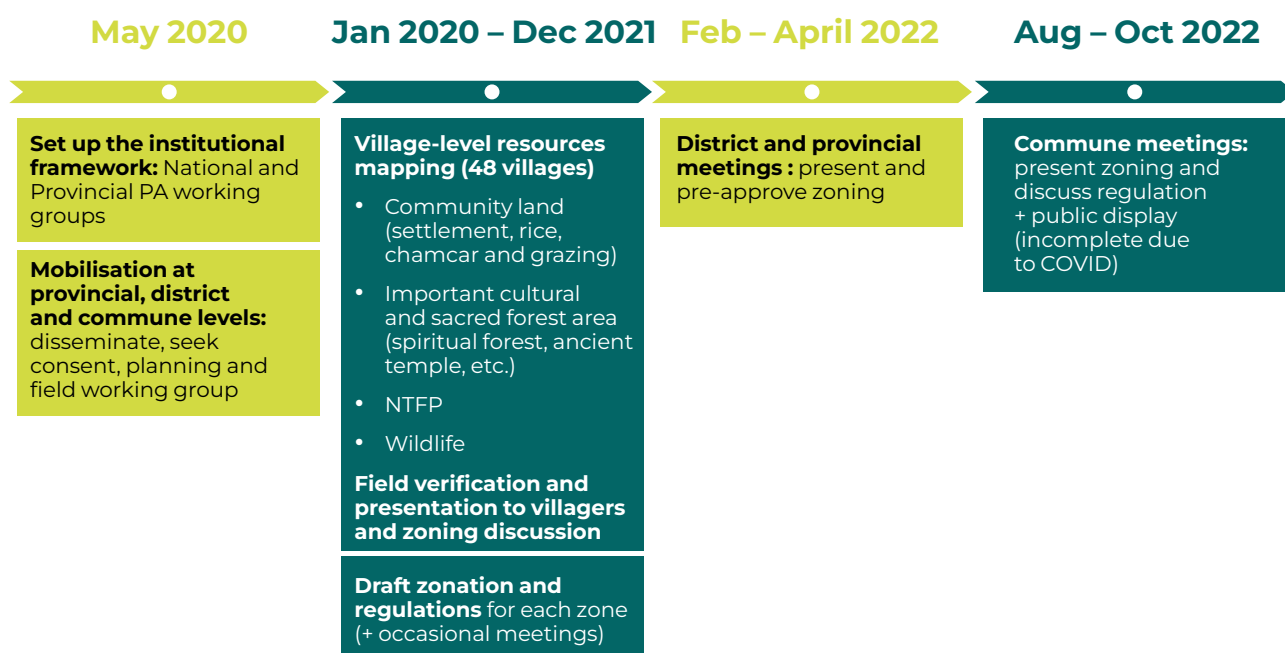 May 2020
Set up the institutional
framework: National and
Provincial PA working
groups
Mobilisation at
provincial, district
and commune levels:
disseminate, seek
consent, planning and
field working group
Jan 2020 – Dec 2021
Village-level resources
mapping (48 villages)
• Community land
(settlement, rice,
chamcar and grazing)
• Important cultural
and sacred forest area
(spiritual forest, ancient
temple, etc.)
• NTFP
• Wildlife
Field verification and
presentation to villagers
and zoning discussion
Draft zonation and
regulations for each zone
(+ occasional meetings)
Feb – April 2022
District and provincial
meetings : present and
pre-approve zoning
Aug – Oct 2022
Commune meetings:
present zoning and
discuss regulation
+ public display
(incomplete due
to COVID)